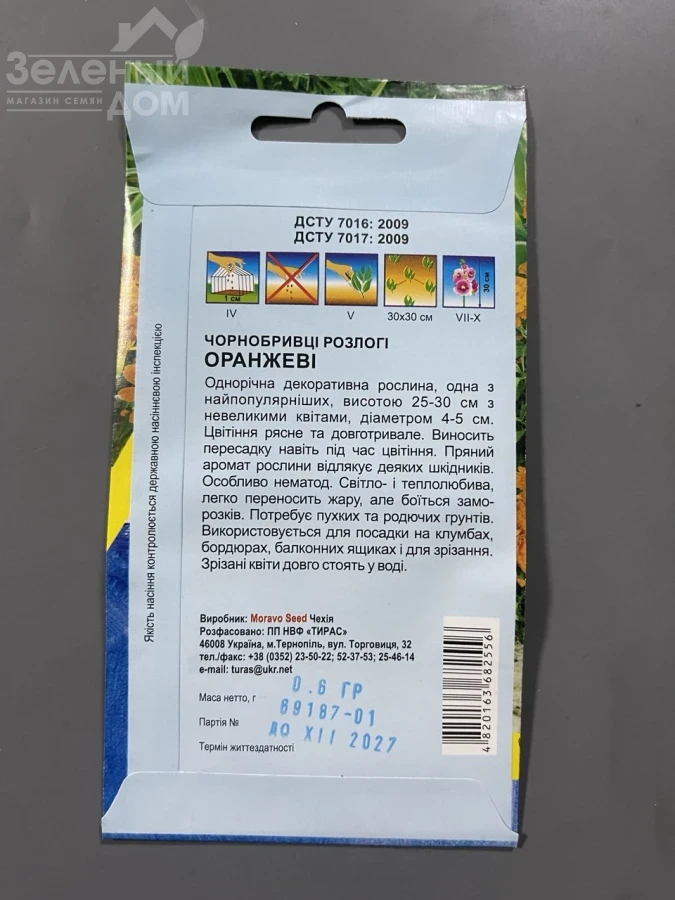 Зеленый
ДОМ
МАГАЗИН СЕМЯН
ДСТУ 7016: 2009
ДСТУ 7017: 2009
1 см
30 см
IV
V
30х30 см
VII-X
ЧОРНОБРИВЦІ РОЗЛОГІ
ОРАНЖЕВІ
Однорічна декоративна рослина, одна з
найпопулярніших, висотою 25-30 см з
невеликими квітами, діаметром 4-5 см.
Цвітіння рясне та довготривале. Виносить
пересадку навіть під час цвітіння. Пряний
аромат рослини відлякує деяких шкідників.
Особливо нематод. Світло- і теплолюбива,
легко переносить жару, але боїться замо-
розків. Потребує пухких та родючих грунтів.
Використовується для посадки на клумбах,
бордюрах, балконних ящиках і для зрізання.
Зрізані квіти довго стоять у воді.
Якість насіння контролюється державною насіннєвою інспекцією
Виробник: Moravo Seed Чехія
Розфасовано: ПП НВФ «ТИРАС»
46008 Україна, м.Тернопіль, вул. Торговиця, 32
тел./факс: +38 (0352) 23-50-22; 52-37-53; 25-46-14
e-mail: turas@ukr.net
Маса нетто, г 0.6 ГР
Партія № 69187-01
Термін життєздатності ДО XII 2027
4820163682556